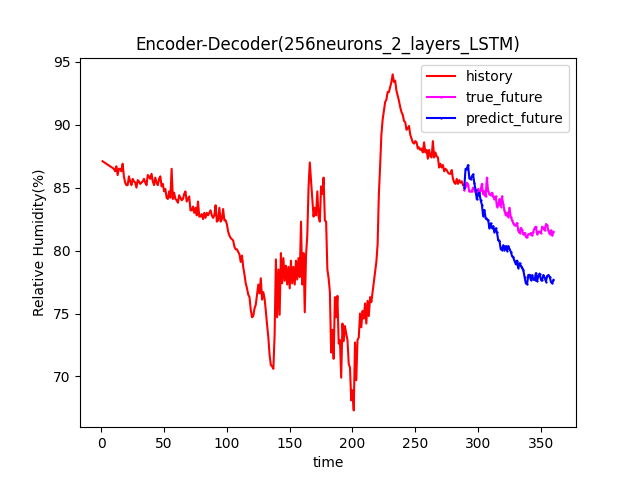 Encoder-Decoder(256neurons_2_layers_LSTM)
history
true_future
predict_future
Relative Humidity(%)
95
90
85
80
75
70
0
50
100
150
200
250
300
350
time